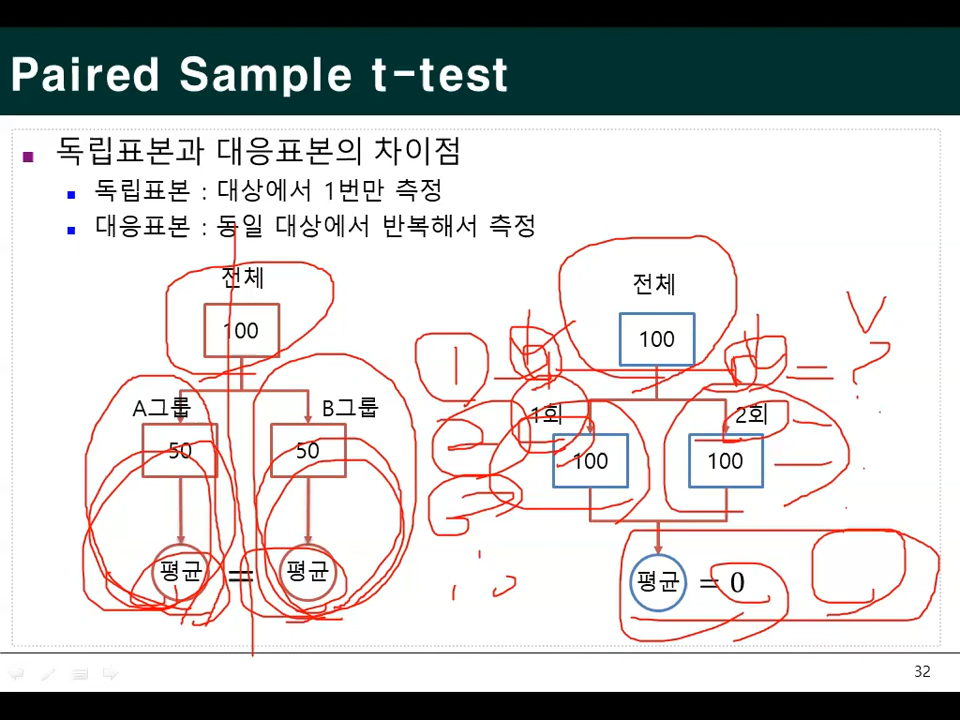 Paired Sample t-test
독립표본과 대응표본의 차이점
독립표본 : 대상에서 1번만 측정
대응표본 : 동일 대상에서 반복해서 측정
전체
100
A그룹
B그룹
50
50
평균 = 평균
전체
100
1회
2회
100
100
평균 = 0
1
2
3
32